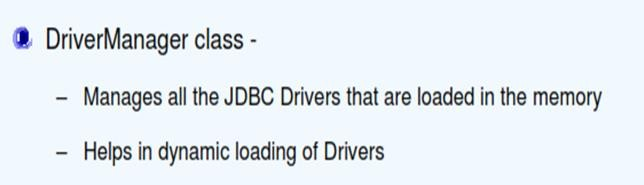 DriverManager class -
– Manages all the JDBC Drivers that are loaded in the memory
– Helps in dynamic loading of Drivers